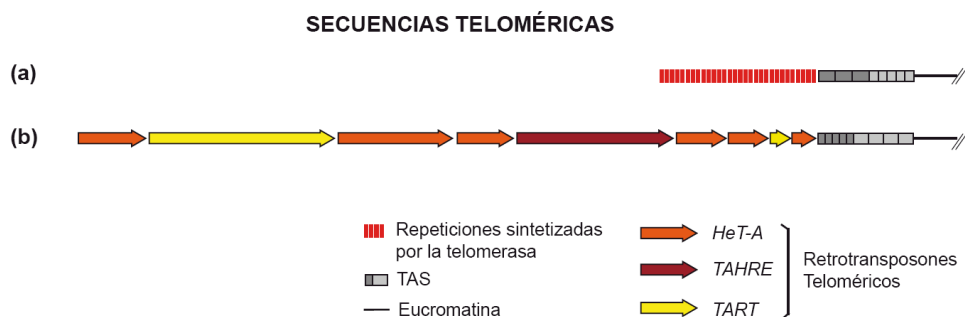 SECUENCIAS TELOMÉRICAS
(a)
(b)
Repeticiones sintetizadas
por la telomerasa
TAS
Eucromatina
HeT-A
TAHRE
TART
Retrotransposones
Teloméricos